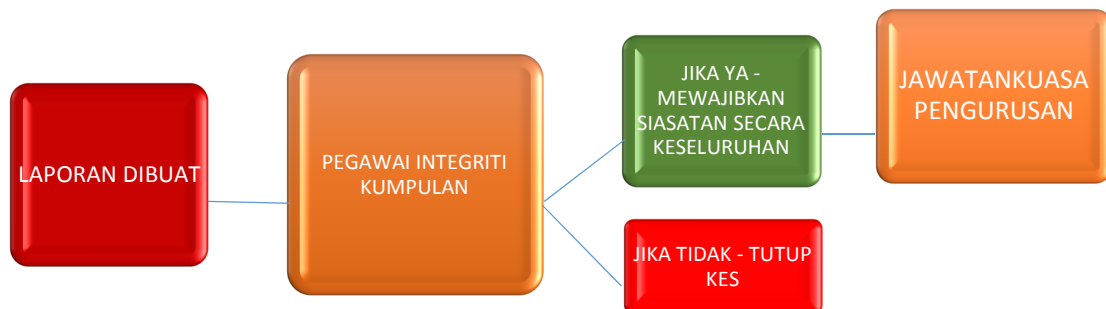 LAPORAN DIBUAT
PEGAWAI INTEGRITI
KUMPULAN
JIKA YA -
MEWAJIBKAN
SIASATAN SECARA
KESELURUHAN
JIKA TIDAK - TUTUP
KES
JAWATANKUASA
PENGURUSAN